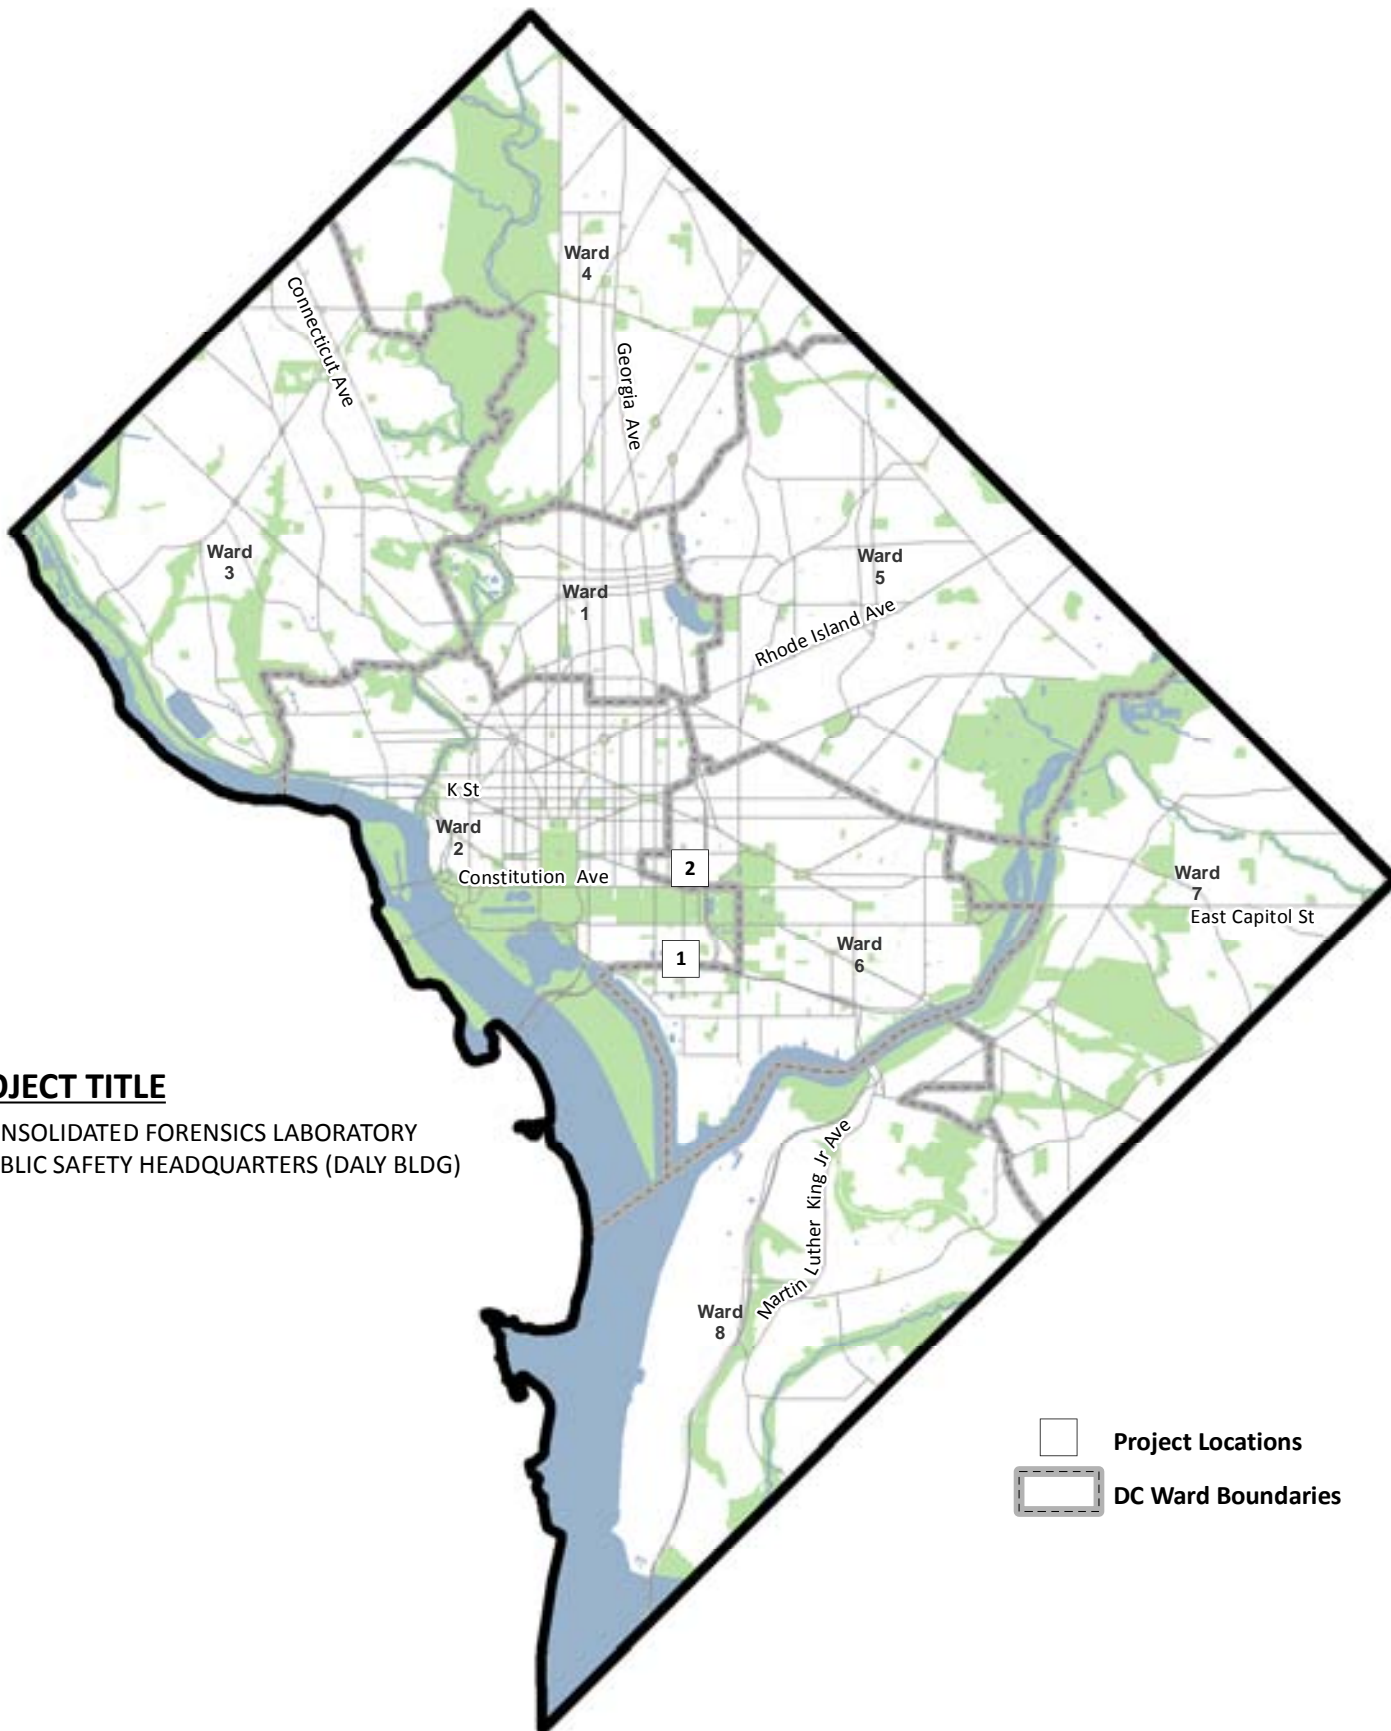 Ward
4
Connecticut Ave
Georgia Ave
Ward
3
Ward
1
Ward
5
Rhode Island Ave
K St
Ward
2
Constitution Ave
2
Ward
7
East Capitol St
Ward
6
1
OJECT TITLE
NSOLIDATED FORENSICS LABORATORY
BLIC SAFETY HEADQUARTERS (DALY BLDG)
Martin Luther King Jr Ave
Ward
8
Project Locations
DC Ward Boundaries